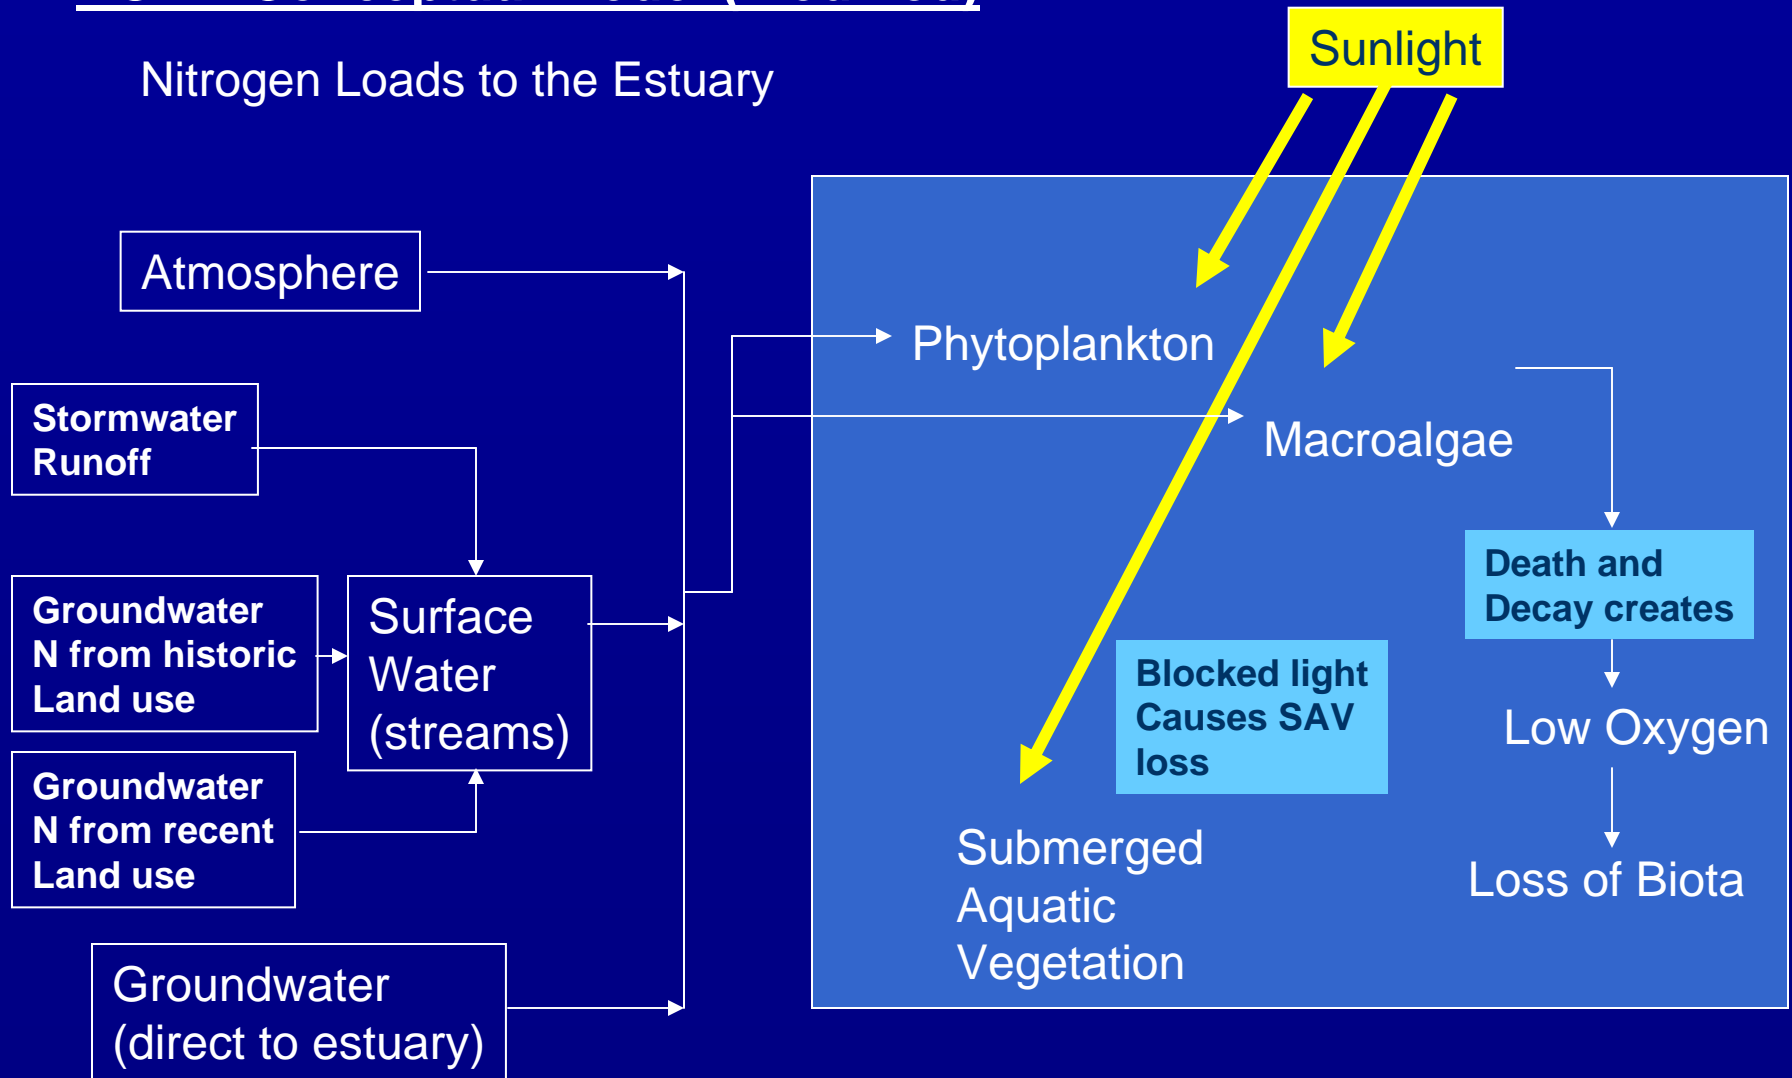 Conceptual Model
Nitrogen Loads to the Estuary
Sunlight
Atmosphere
Stormwater
Runoff
Groundwater
N from historic
Land use
Groundwater
N from recent
Land use
Surface
Water
(streams)
Groundwater
(direct to estuary)
Phytoplankton
Macroalgae
Death and
Decay creates
Blocked light
Causes SAV
loss
Low Oxygen
Loss of Biota
Submerged
Aquatic
Vegetation